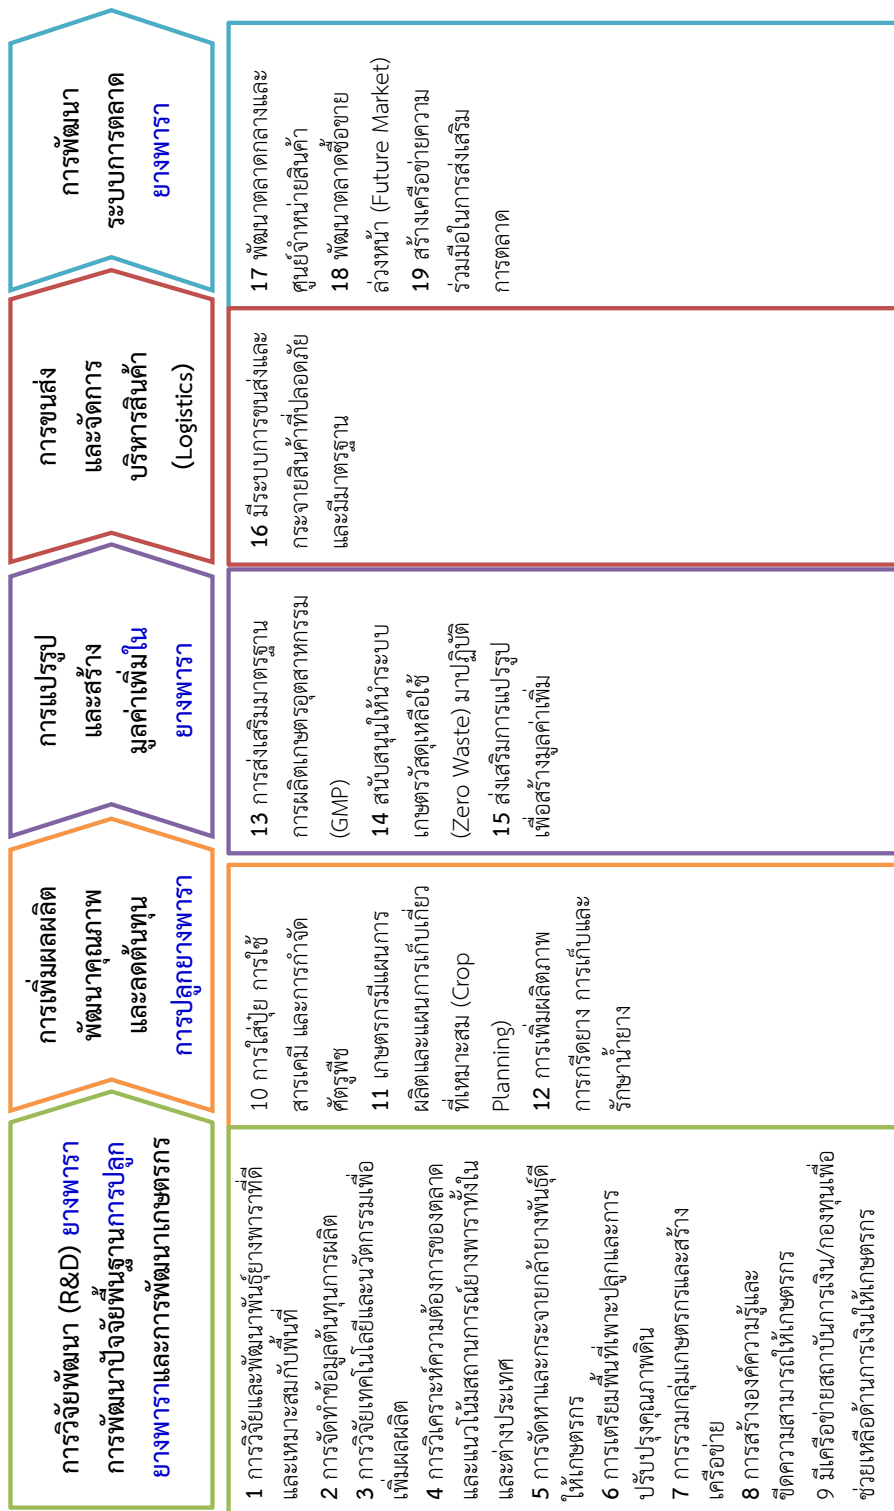 การวิจัยพัฒนา (R&D) ยางพารา
การพัฒนาปัจจัยพื้นฐานการปลูก
ยางพาราและการพัฒนาเกษตรกร
1 การวิจัยและพัฒนาพันธุ์ยางพาราที่ดี
และเหมาะสมกับพื้นที่
2 การจัดทำข้อมูลต้นทุนการผลิต
3 การวิจัยเทคโนโลยีและนวัตกรรมเพื่อ
เพิ่มผลผลิต
4 การวิเคราะห์ความต้องการของตลาด
และแนวโน้มสถานการณ์ยางพาราทั้งใน
และต่างประเทศ
5 การจัดหาและกระจายกล้ายางพันธุ์ดี
ให้เกษตรกร
6 การเตรียมพื้นที่เพาะปลูกและการ
ปรับปรุงคุณภาพดิน
7 การรวมกลุ่มเกษตรกรและสร้าง
เครือข่าย
8 การสร้างองค์ความรู้และ
ขีดความสามารถให้เกษตรกร
9 มีเครือข่ายสถาบันการเงิน/กองทุนเพื่อ
ช่วยเหลือด้านการเงินให้เกษตรกร
การเพิ่มผลผลิต
พัฒนาคุณภาพ
และลดต้นทุน
การปลูกยางพารา
10 การใส่ปุ๋ย การใช้
สารเคมี และการกำจัด
ศัตรูพืช
11 เกษตรกรมีแผนการ
ผลิตและแผนการเก็บเกี่ยว
ที่เหมาะสม (Crop
Planning)
12 การเพิ่มผลิตภาพ
การกรีดยาง การเก็บและ
รักษาน้ำยาง
การแปรรูป
และสร้าง
มูลค่าเพิ่มใน
ยางพารา
13 การส่งเสริมมาตรฐาน
การผลิตเกษตรอุตสาหกรรม
(GMP)
14 สนับสนุนให้นำระบบ
เกษตรวัสดุเหลือใช้
(Zero Waste) มาปฏิบัติ
15 ส่งเสริมการแปรรูป
เพื่อสร้างมูลค่าเพิ่ม
การขนส่ง
และจัดการ
บริหารสินค้า
(Logistics)
16 มีระบบการขนส่งและ
กระจายสินค้าที่ปลอดภัย
และมีมาตรฐาน
การพัฒนา
ระบบการตลาด
ยางพารา
17 พัฒนาตลาดกลางและ
ศูนย์จำหน่ายสินค้า
18 พัฒนาตลาดซื้อขาย
ล่วงหน้า (Future Market)
19 สร้างเครือข่ายความ
ร่วมมือในการส่งเสริม
การตลาด